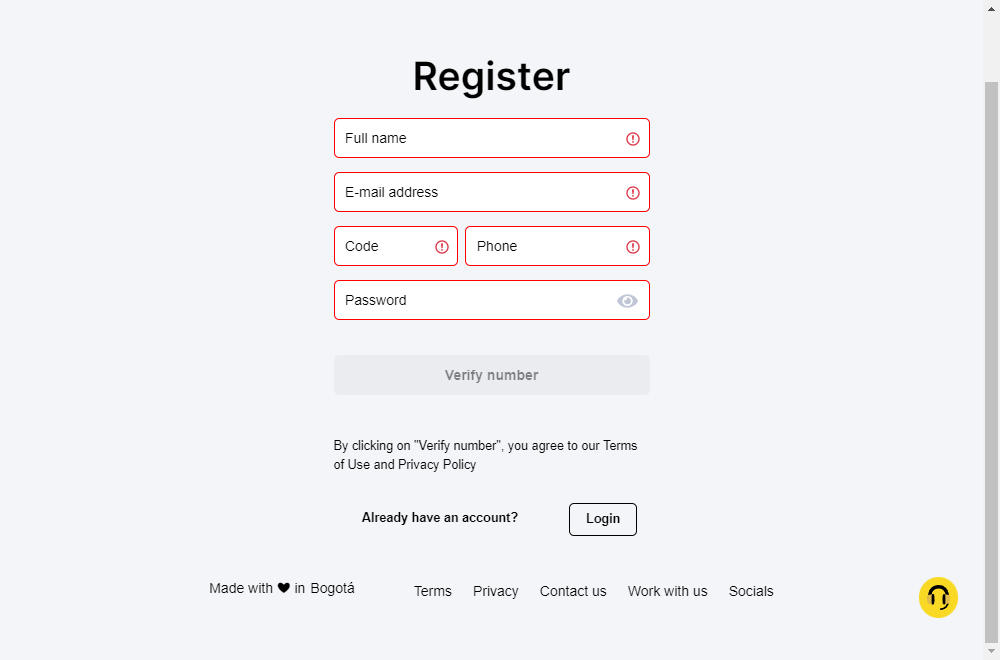 Register
Full name
E-mail address
Code Phone
Password
Verify number
By clicking on "Verify number", you agree to our Terms
of Use and Privacy Policy
Already have an account? Login
Made with ♥ in Bogotá Terms Privacy Contact us Work with us Socials